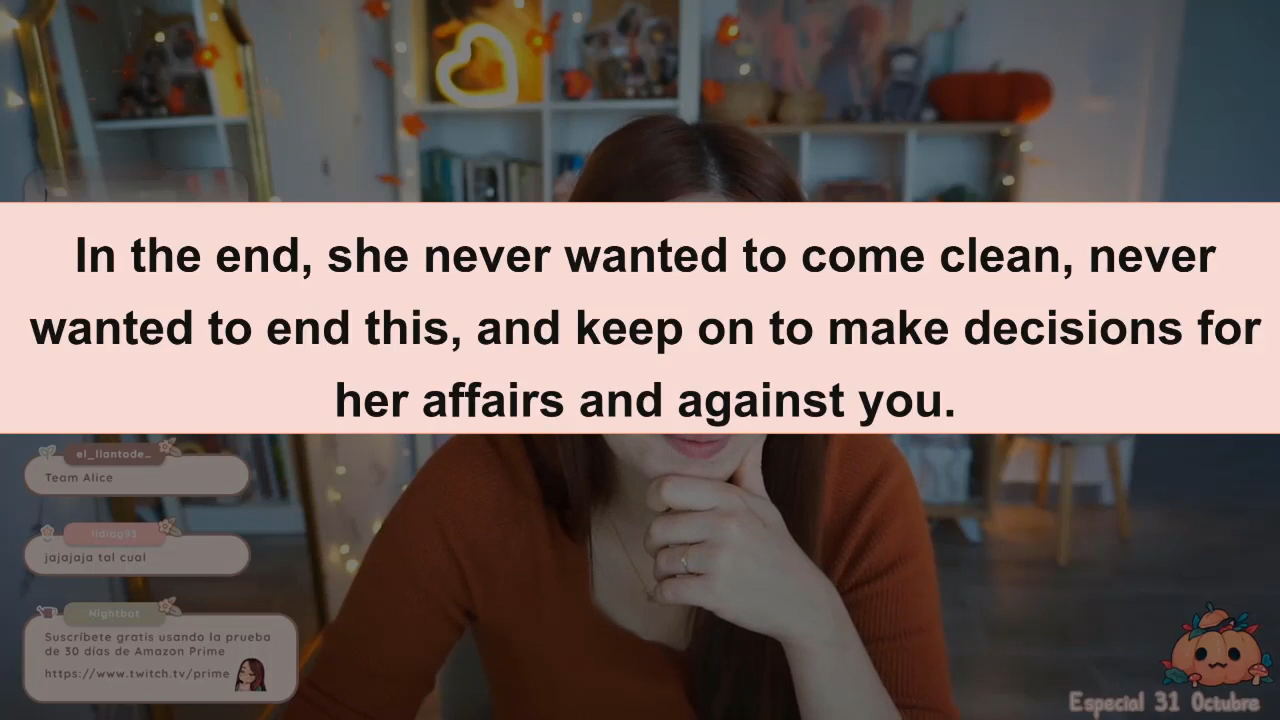 In the end, she never wanted to come clean, never
wanted to end this, and keep on to make decisions for
her affairs and against you.
el_llantode_
Team Alice
lidiag93
jajajaja tal cual
Nightbot
Suscríbete gratis usando la prueba
de 30 días de Amazon Prime
https://www.twitch.tv/prime
Especial 31 Octubre